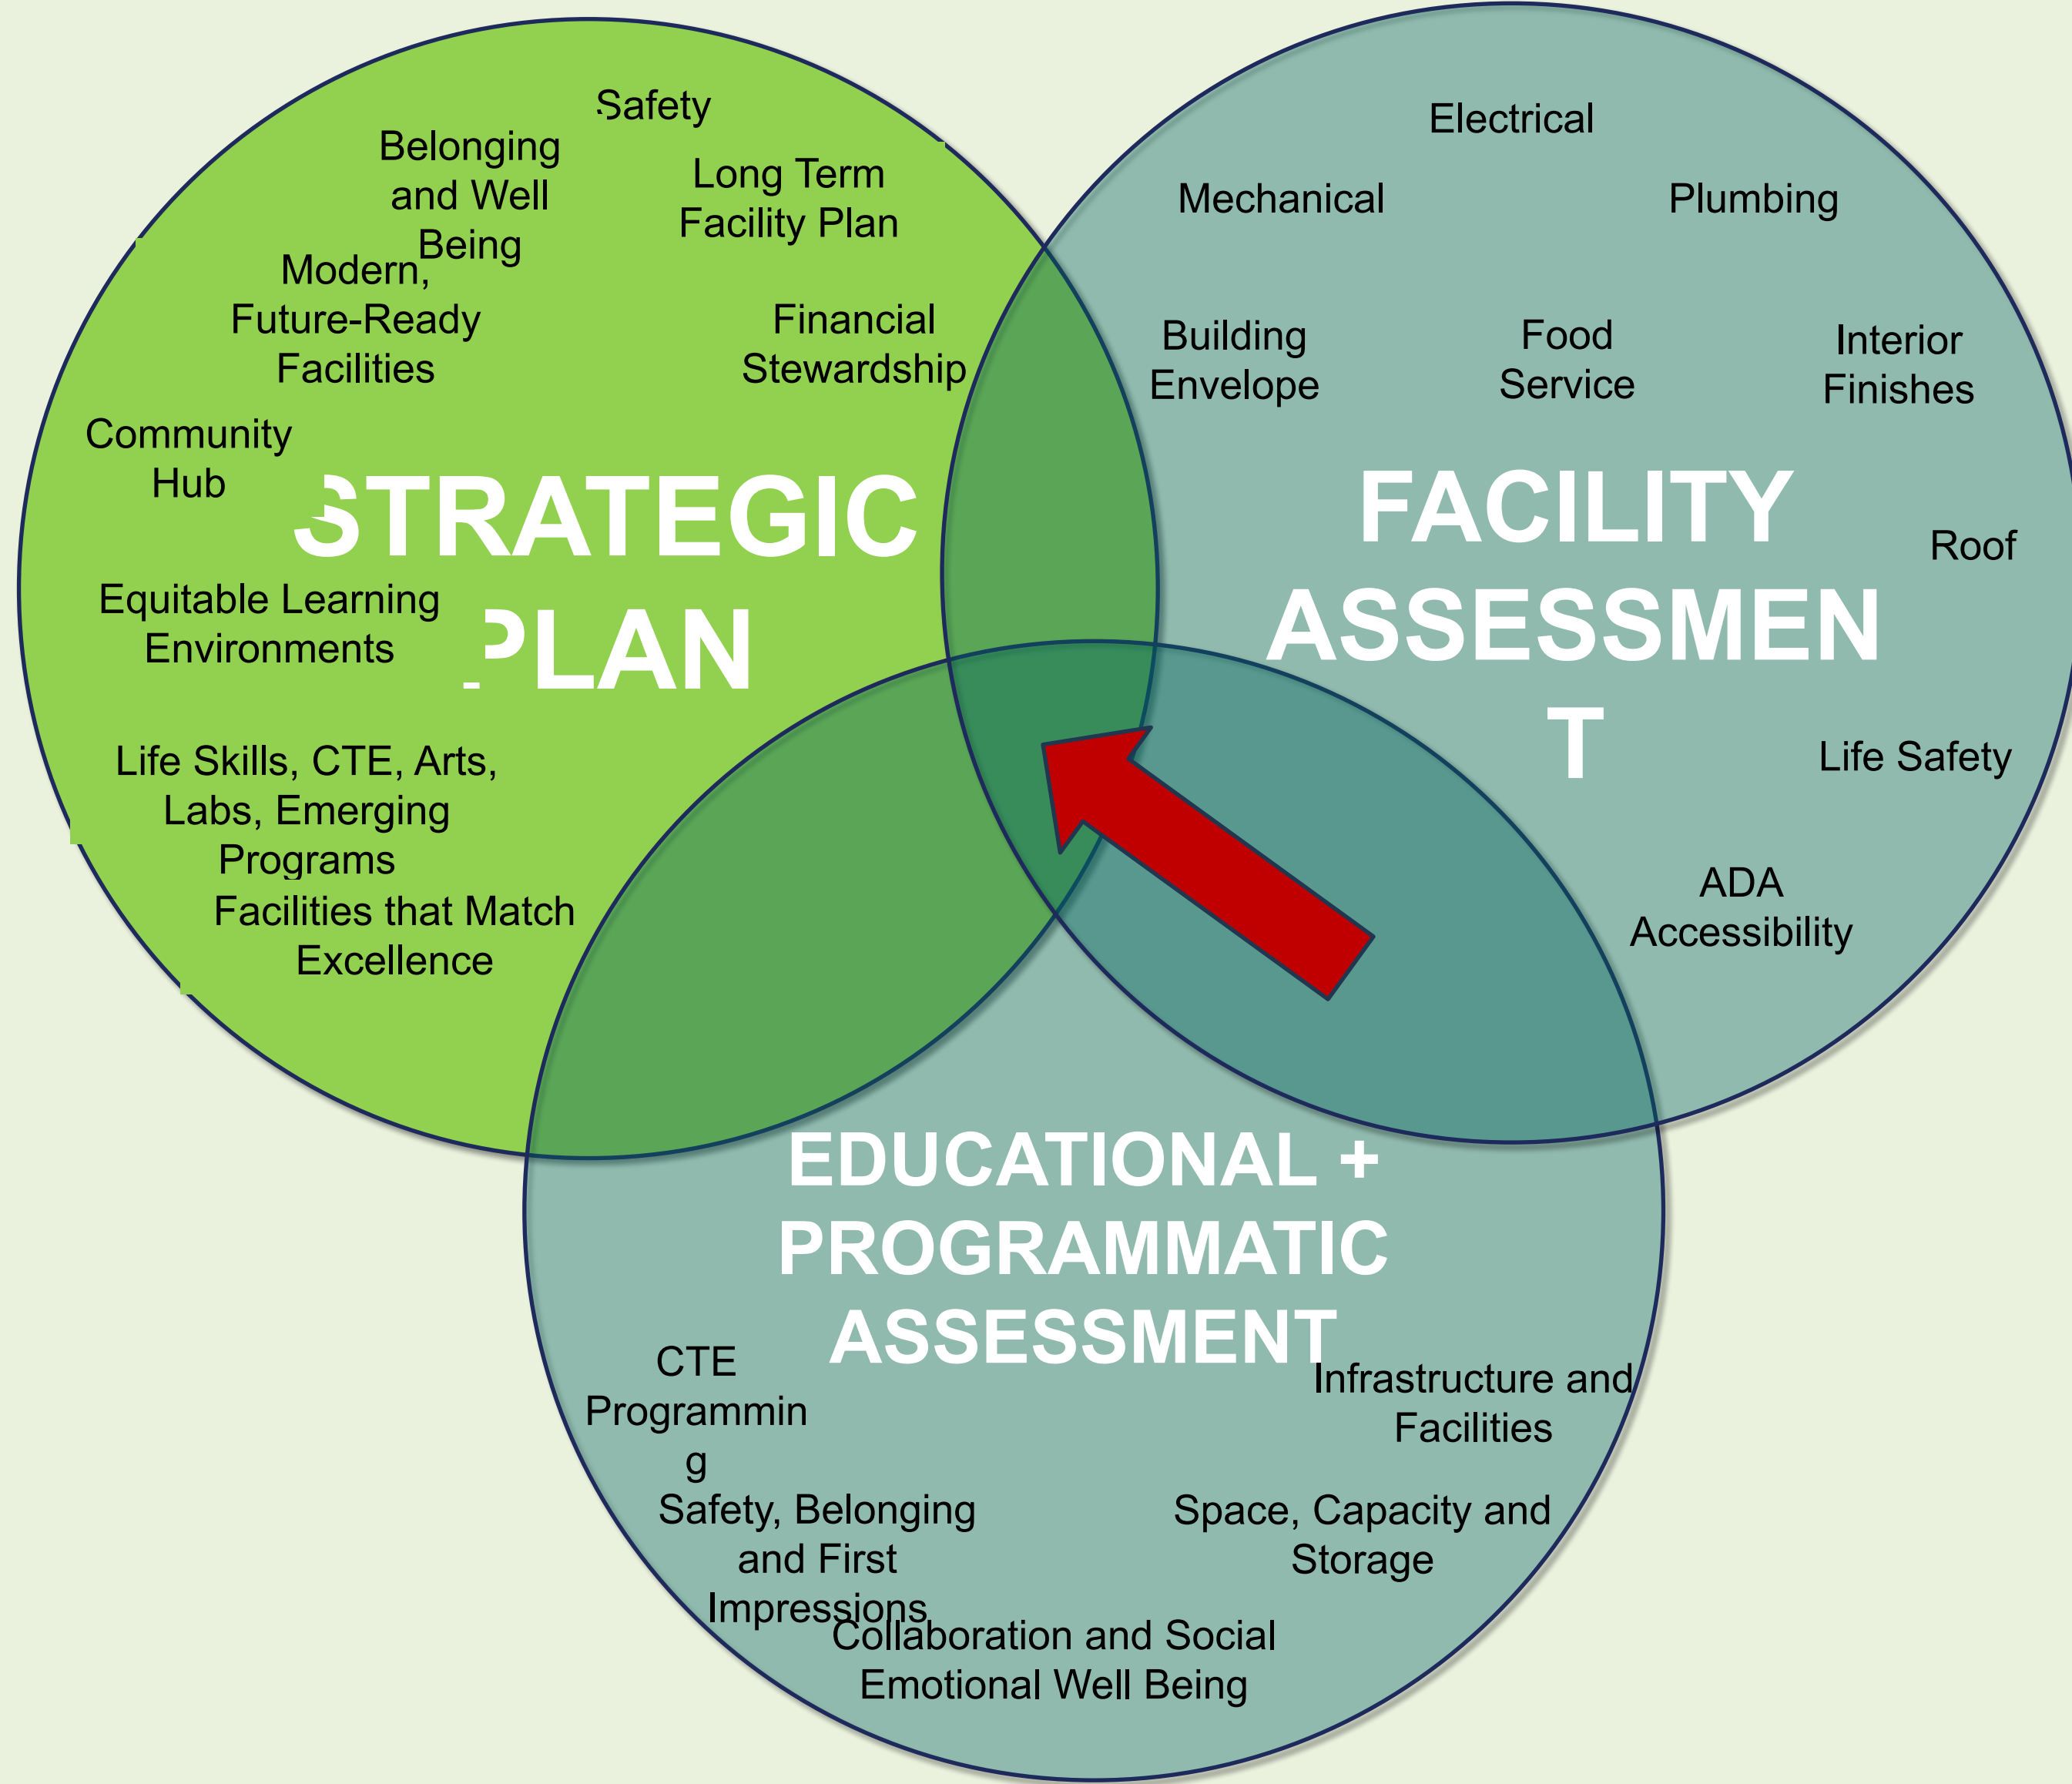 Safety
Belonging
and Well
Being
Long Term
Facility Plan
Modern,
Future-Ready
Facilities
Financial
Stewardship
Community
Hub
STRATEGIC
PLAN
Equitable Learning
Environments
Life Skills, CTE, Arts,
Labs, Emerging
Programs
Facilities that Match
Excellence
Electrical
Mechanical
Plumbing
Building
Envelope
Food
Service
Interior
Finishes
FACILITY
ASSESSMEN
T
Roof
Life Safety
ADA
Accessibility
EDUCATIONAL +
PROGRAMMATIC
ASSESSMENT
CTE
Programmin
g
Infrastructure and
Facilities
Safety, Belonging
and First
Impressions
Space, Capacity and
Storage
Collaboration and Social
Emotional Well Being